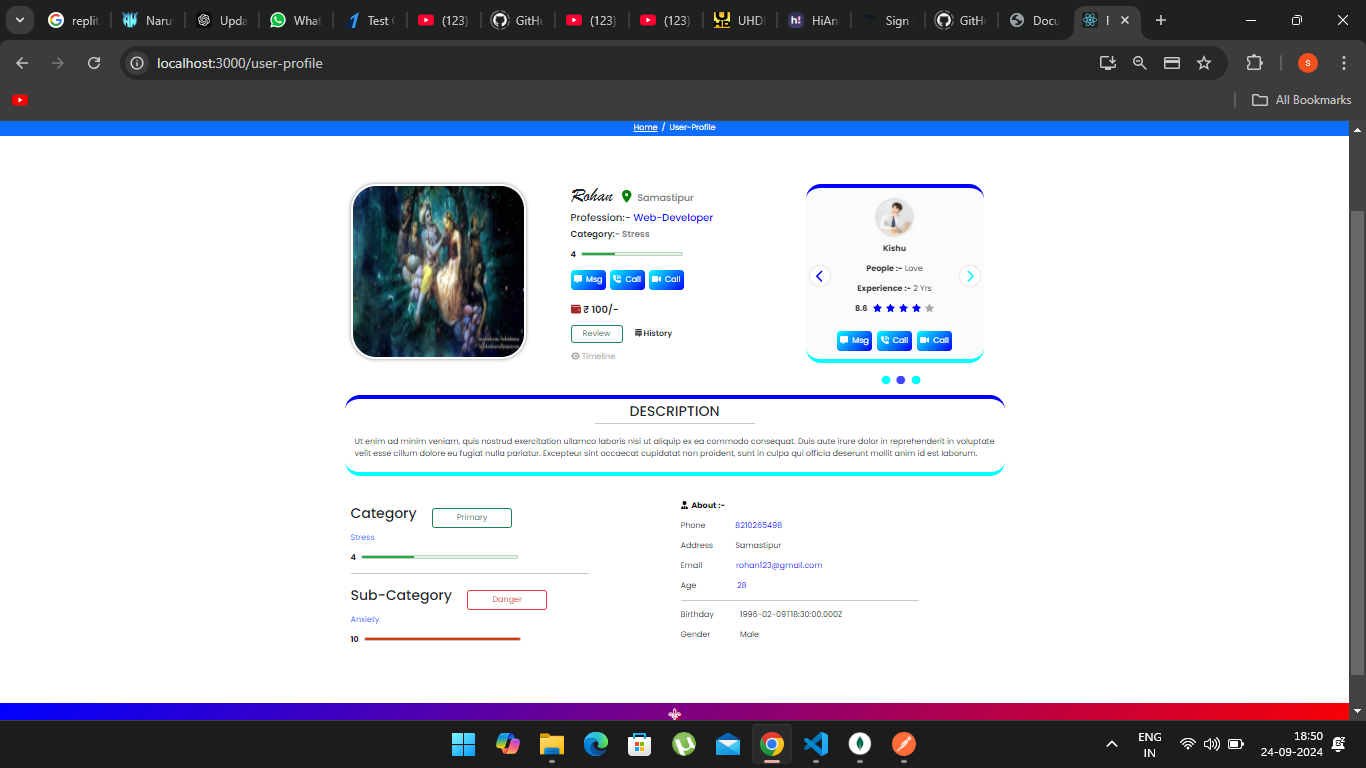 replit
Naru
Upda
What
Test
(123)
GitHu
(123)
(123)
UHD
HiAn
Sign
GitHu
Docu
localhost:3000/user-profile
All Bookmarks
Home / User-Profile
Rohan Samastipur
Profession:- Web-Developer
Category:- Stress
4
Msg Call Call
₹ 100/-
Review History
Timeline
Kishu
People :- Love
Experience :- 2 Yrs
8.6
Msg Call Call
DESCRIPTION
Ut enim ad minim veniam, quis nostrud exercitation ullamco laboris nisi ut aliquip ex ea commodo consequat. Duis aute irure dolor in reprehenderit in voluptate
velit esse cillum dolore eu fugiat nulla pariatur. Excepteur sint occaecat cupidatat non proident, sunt in culpa qui officia deserunt mollit anim id est laborum.
Category Primary
Stress
4
Sub-Category Danger
Anxiety
10
About :-
Phone 8210265498
Address Samastipur
Email rohan123@gmail.com
Age 28
Birthday 1996-02-09T18:30:00.000Z
Gender Male
ENG
IN
18:50
24-09-2024